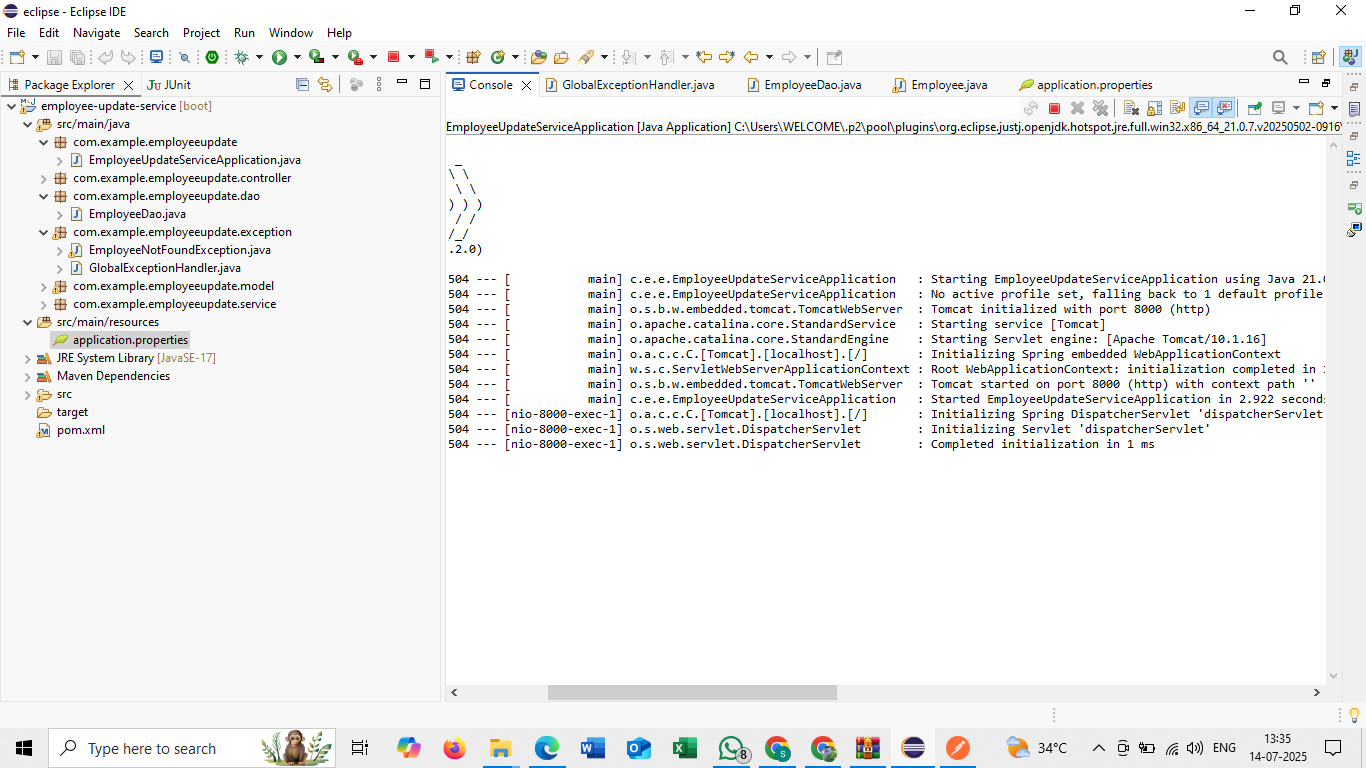 eclipse - Eclipse IDE
File Edit Navigate Search Project Run Window Help
Package Explorer JUnit
employee-update-service [boot]
src/main/java
com.example.employeeupdate
EmployeeUpdateServiceApplication.java
com.example.employeeupdate.controller
com.example.employeeupdate.dao
EmployeeDao.java
com.example.employeeupdate.exception
EmployeeNotFoundException.java
GlobalExceptionHandler.java
com.example.employeeupdate.model
com.example.employeeupdate.service
src/main/resources
application.properties
JRE System Library [JavaSE-17]
Maven Dependencies
src
target
pom.xml
Console GlobalExceptionHandler.java EmployeeDao.java Employee.java application.properties
EmployeeUpdateServiceApplication [Java Application] C:\Users\WELCOME\.p2\pool\plugins\org.eclipse.justj.openjdk.hotspot.jre.full.win32.x86_64_21.0.7.v20250502-0916\
_
\ \
\ \
) ) )
/ /
/_/
.2.0)
504 --- [           main] c.e.e.EmployeeUpdateServiceApplication   : Starting EmployeeUpdateServiceApplication using Java 21.0
504 --- [           main] c.e.e.EmployeeUpdateServiceApplication   : No active profile set, falling back to 1 default profile
504 --- [           main] o.s.b.w.embedded.tomcat.TomcatWebServer  : Tomcat initialized with port 8000 (http)
504 --- [           main] o.apache.catalina.core.StandardService   : Starting service [Tomcat]
504 --- [           main] o.apache.catalina.core.StandardEngine    : Starting Servlet engine: [Apache Tomcat/10.1.16]
504 --- [           main] o.a.c.c.C.[Tomcat].[localhost].[/]       : Initializing Spring embedded WebApplicationContext
504 --- [           main] w.s.c.ServletWebServerApplicationContext : Root WebApplicationContext: initialization completed in
504 --- [           main] o.s.b.w.embedded.tomcat.TomcatWebServer  : Tomcat started on port 8000 (http) with context path ''
504 --- [           main] c.e.e.EmployeeUpdateServiceApplication   : Started EmployeeUpdateServiceApplication in 2.922 seconds
504 --- [nio-8000-exec-1] o.a.c.c.C.[Tomcat].[localhost].[/]       : Initializing Spring DispatcherServlet 'dispatcherServlet
504 --- [nio-8000-exec-1] o.s.web.servlet.DispatcherServlet        : Initializing Servlet 'dispatcherServlet'
504 --- [nio-8000-exec-1] o.s.web.servlet.DispatcherServlet        : Completed initialization in 1 ms
Type here to search
8
34°C
ENG
13:35
14-07-2025